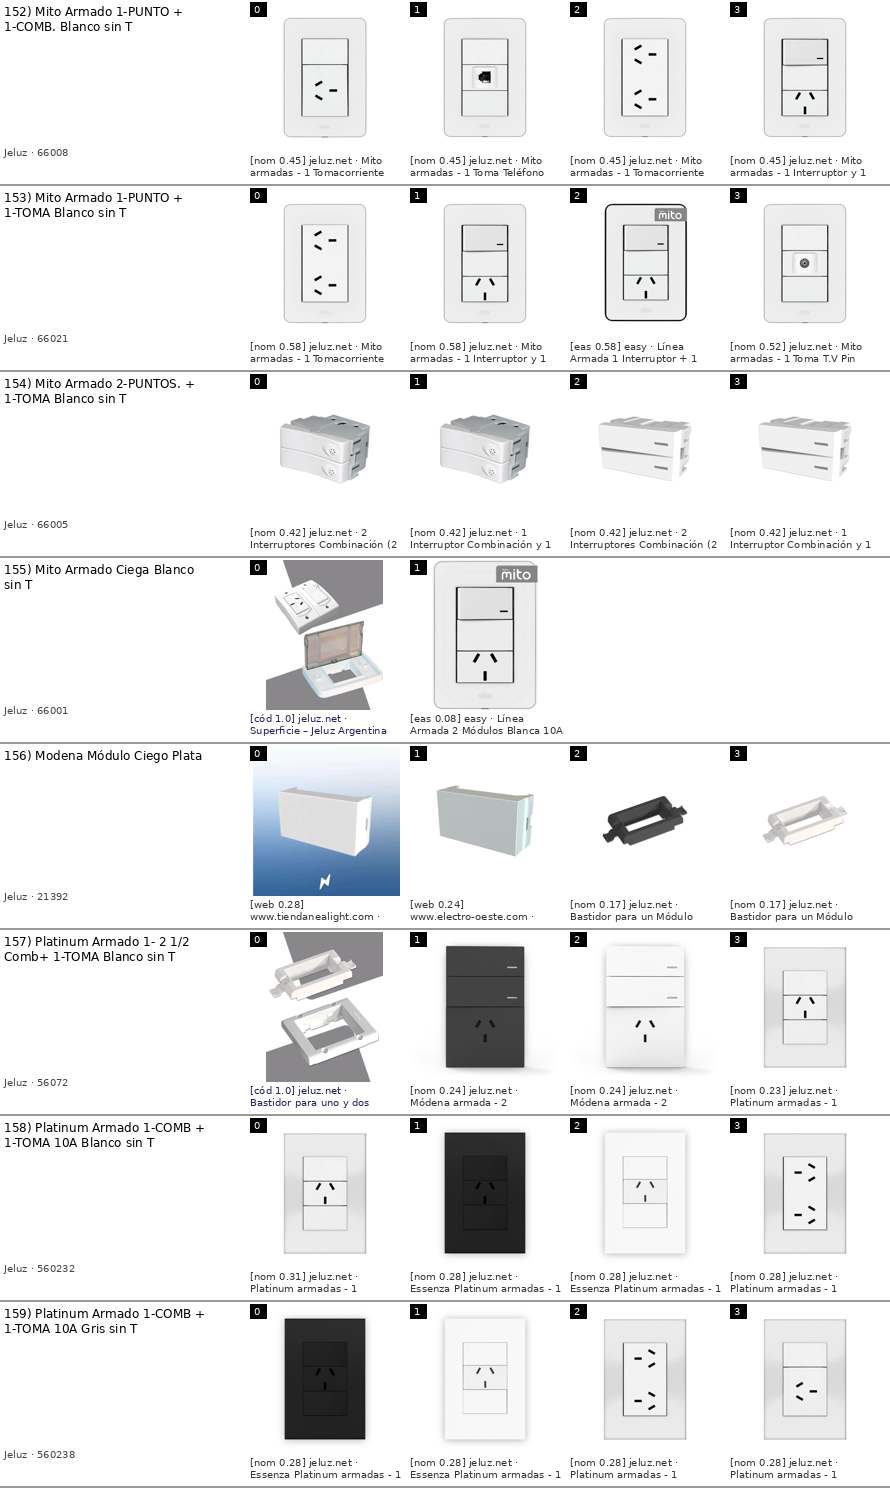 152) Mito Armado 1-PUNTO +
1-COMB. Blanco sin T
Jeluz · 66008
0
1
2
3
[nom 0.45] jeluz.net · Mito
armadas - 1 Tomacorriente
[nom 0.45] jeluz.net · Mito
armadas - 1 Toma Teléfono
[nom 0.45] jeluz.net · Mito
armadas - 1 Tomacorriente
[nom 0.45] jeluz.net · Mito
armadas - 1 Interruptor y 1
153) Mito Armado 1-PUNTO +
1-TOMA Blanco sin T
Jeluz · 66021
0
1
2
3
mito
[nom 0.58] jeluz.net · Mito
armadas - 1 Tomacorriente
[nom 0.58] jeluz.net · Mito
armadas - 1 Interruptor y 1
[eas 0.58] easy · Línea
Armada 1 Interruptor + 1
[nom 0.52] jeluz.net · Mito
armadas - 1 Toma T.V Pin
154) Mito Armado 2-PUNTOS. +
1-TOMA Blanco sin T
Jeluz · 66005
0
1
2
3
[nom 0.42] jeluz.net · 2
Interruptores Combinación (2
[nom 0.42] jeluz.net · 1
Interruptor Combinación y 1
[nom 0.42] jeluz.net · 2
Interruptores Combinación (2
[nom 0.42] jeluz.net · 1
Interruptor Combinación y 1
155) Mito Armado Ciega Blanco
sin T
Jeluz · 66001
0
1
mito
[cód 1.0] jeluz.net ·
Superficie – Jeluz Argentina
[eas 0.08] easy · Línea
Armada 2 Módulos Blanca 10A
156) Modena Módulo Ciego Plata
Jeluz · 21392
0
1
2
3
[web 0.28]
www.tiendanealight.com ·
[web 0.24]
www.electro-oeste.com ·
[nom 0.17] jeluz.net ·
Bastidor para un Módulo
[nom 0.17] jeluz.net ·
Bastidor para un Módulo
157) Platinum Armado 1- 2 1/2
Comb+ 1-TOMA Blanco sin T
Jeluz · 56072
0
1
2
3
[cód 1.0] jeluz.net ·
Bastidor para uno y dos
[nom 0.24] jeluz.net ·
Módena armada - 2
[nom 0.24] jeluz.net ·
Módena armada - 2
[nom 0.23] jeluz.net ·
Platinum armadas - 1
158) Platinum Armado 1-COMB +
1-TOMA 10A Blanco sin T
Jeluz · 560232
0
1
2
3
[nom 0.31] jeluz.net ·
Platinum armadas - 1
[nom 0.28] jeluz.net ·
Essenza Platinum armadas - 1
[nom 0.28] jeluz.net ·
Essenza Platinum armadas - 1
[nom 0.28] jeluz.net ·
Platinum armadas - 1
159) Platinum Armado 1-COMB +
1-TOMA 10A Gris sin T
Jeluz · 560238
0
1
2
3
[nom 0.28] jeluz.net ·
Essenza Platinum armadas - 1
[nom 0.28] jeluz.net ·
Essenza Platinum armadas - 1
[nom 0.28] jeluz.net ·
Platinum armadas - 1
[nom 0.28] jeluz.net ·
Platinum armadas - 1